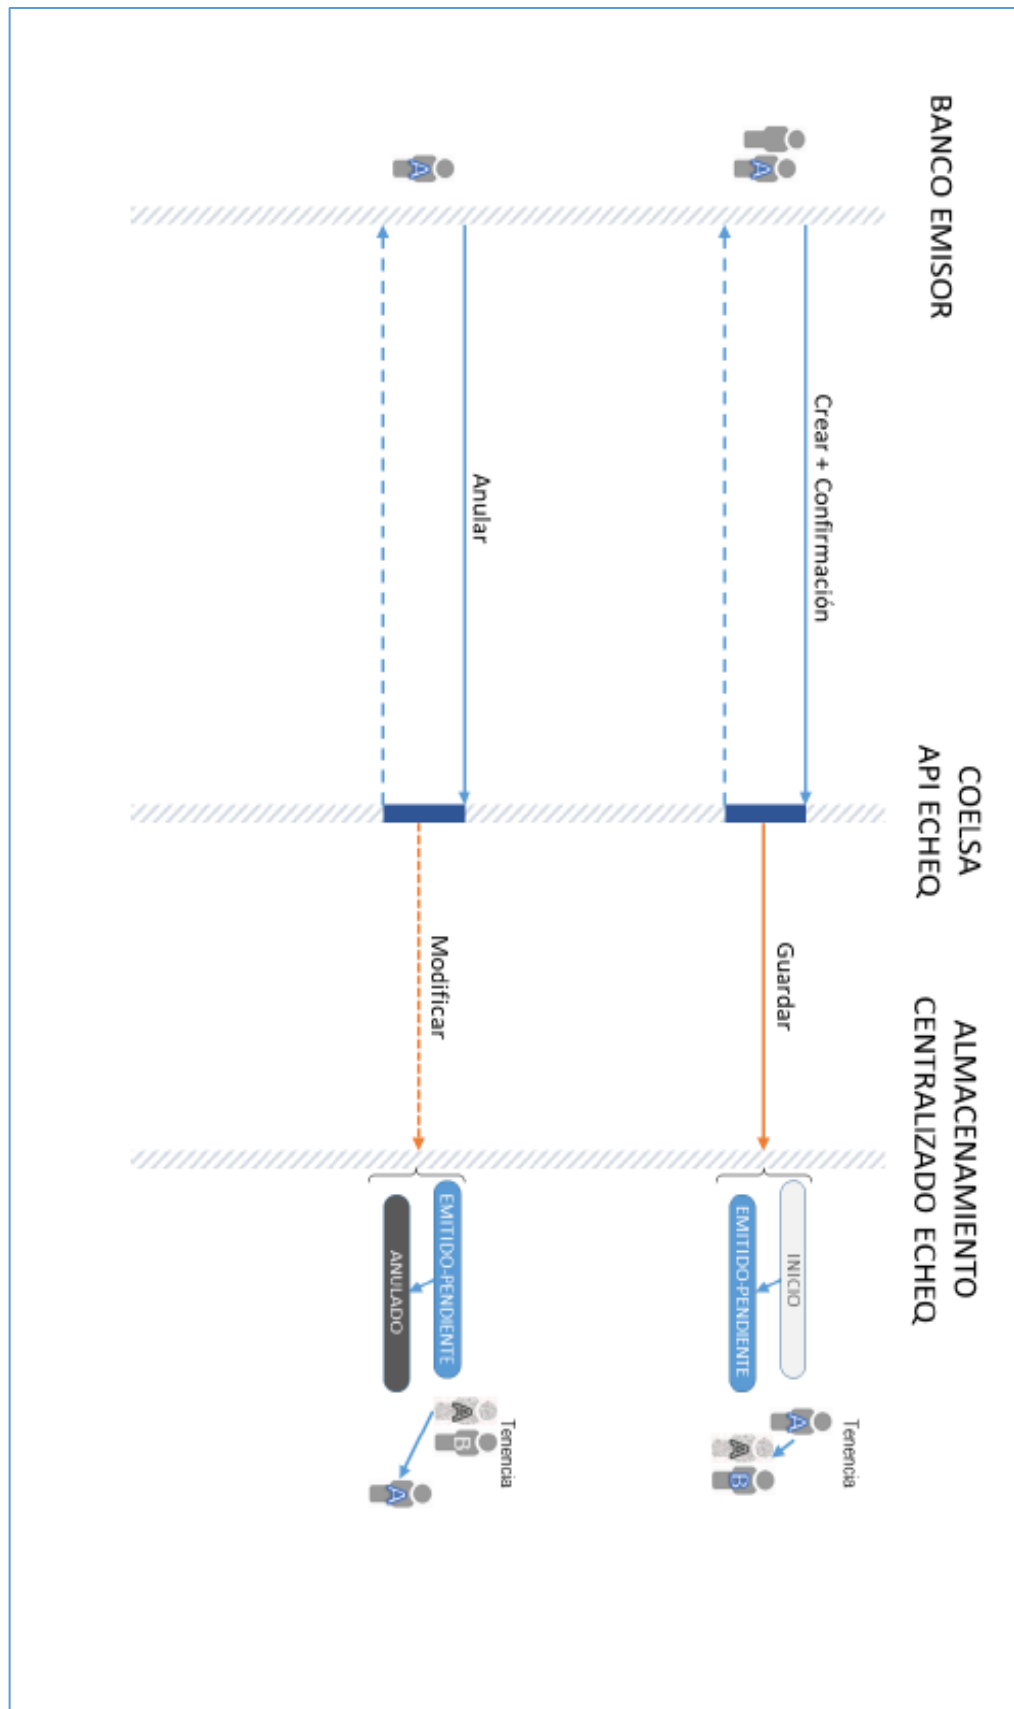 BANCO EMISOR
COELSA
API ECHEQ
ALMACENAMIENTO
CENTRALIZADO ECHEQ
Crear + Confirmación
Guardar
INICIO
EMITIDO-PENDIENTE
Tenencia
A
A
A
B
Anular
Modificar
EMITIDO-PENDIENTE
ANULADO
Tenencia
A
A
B
A